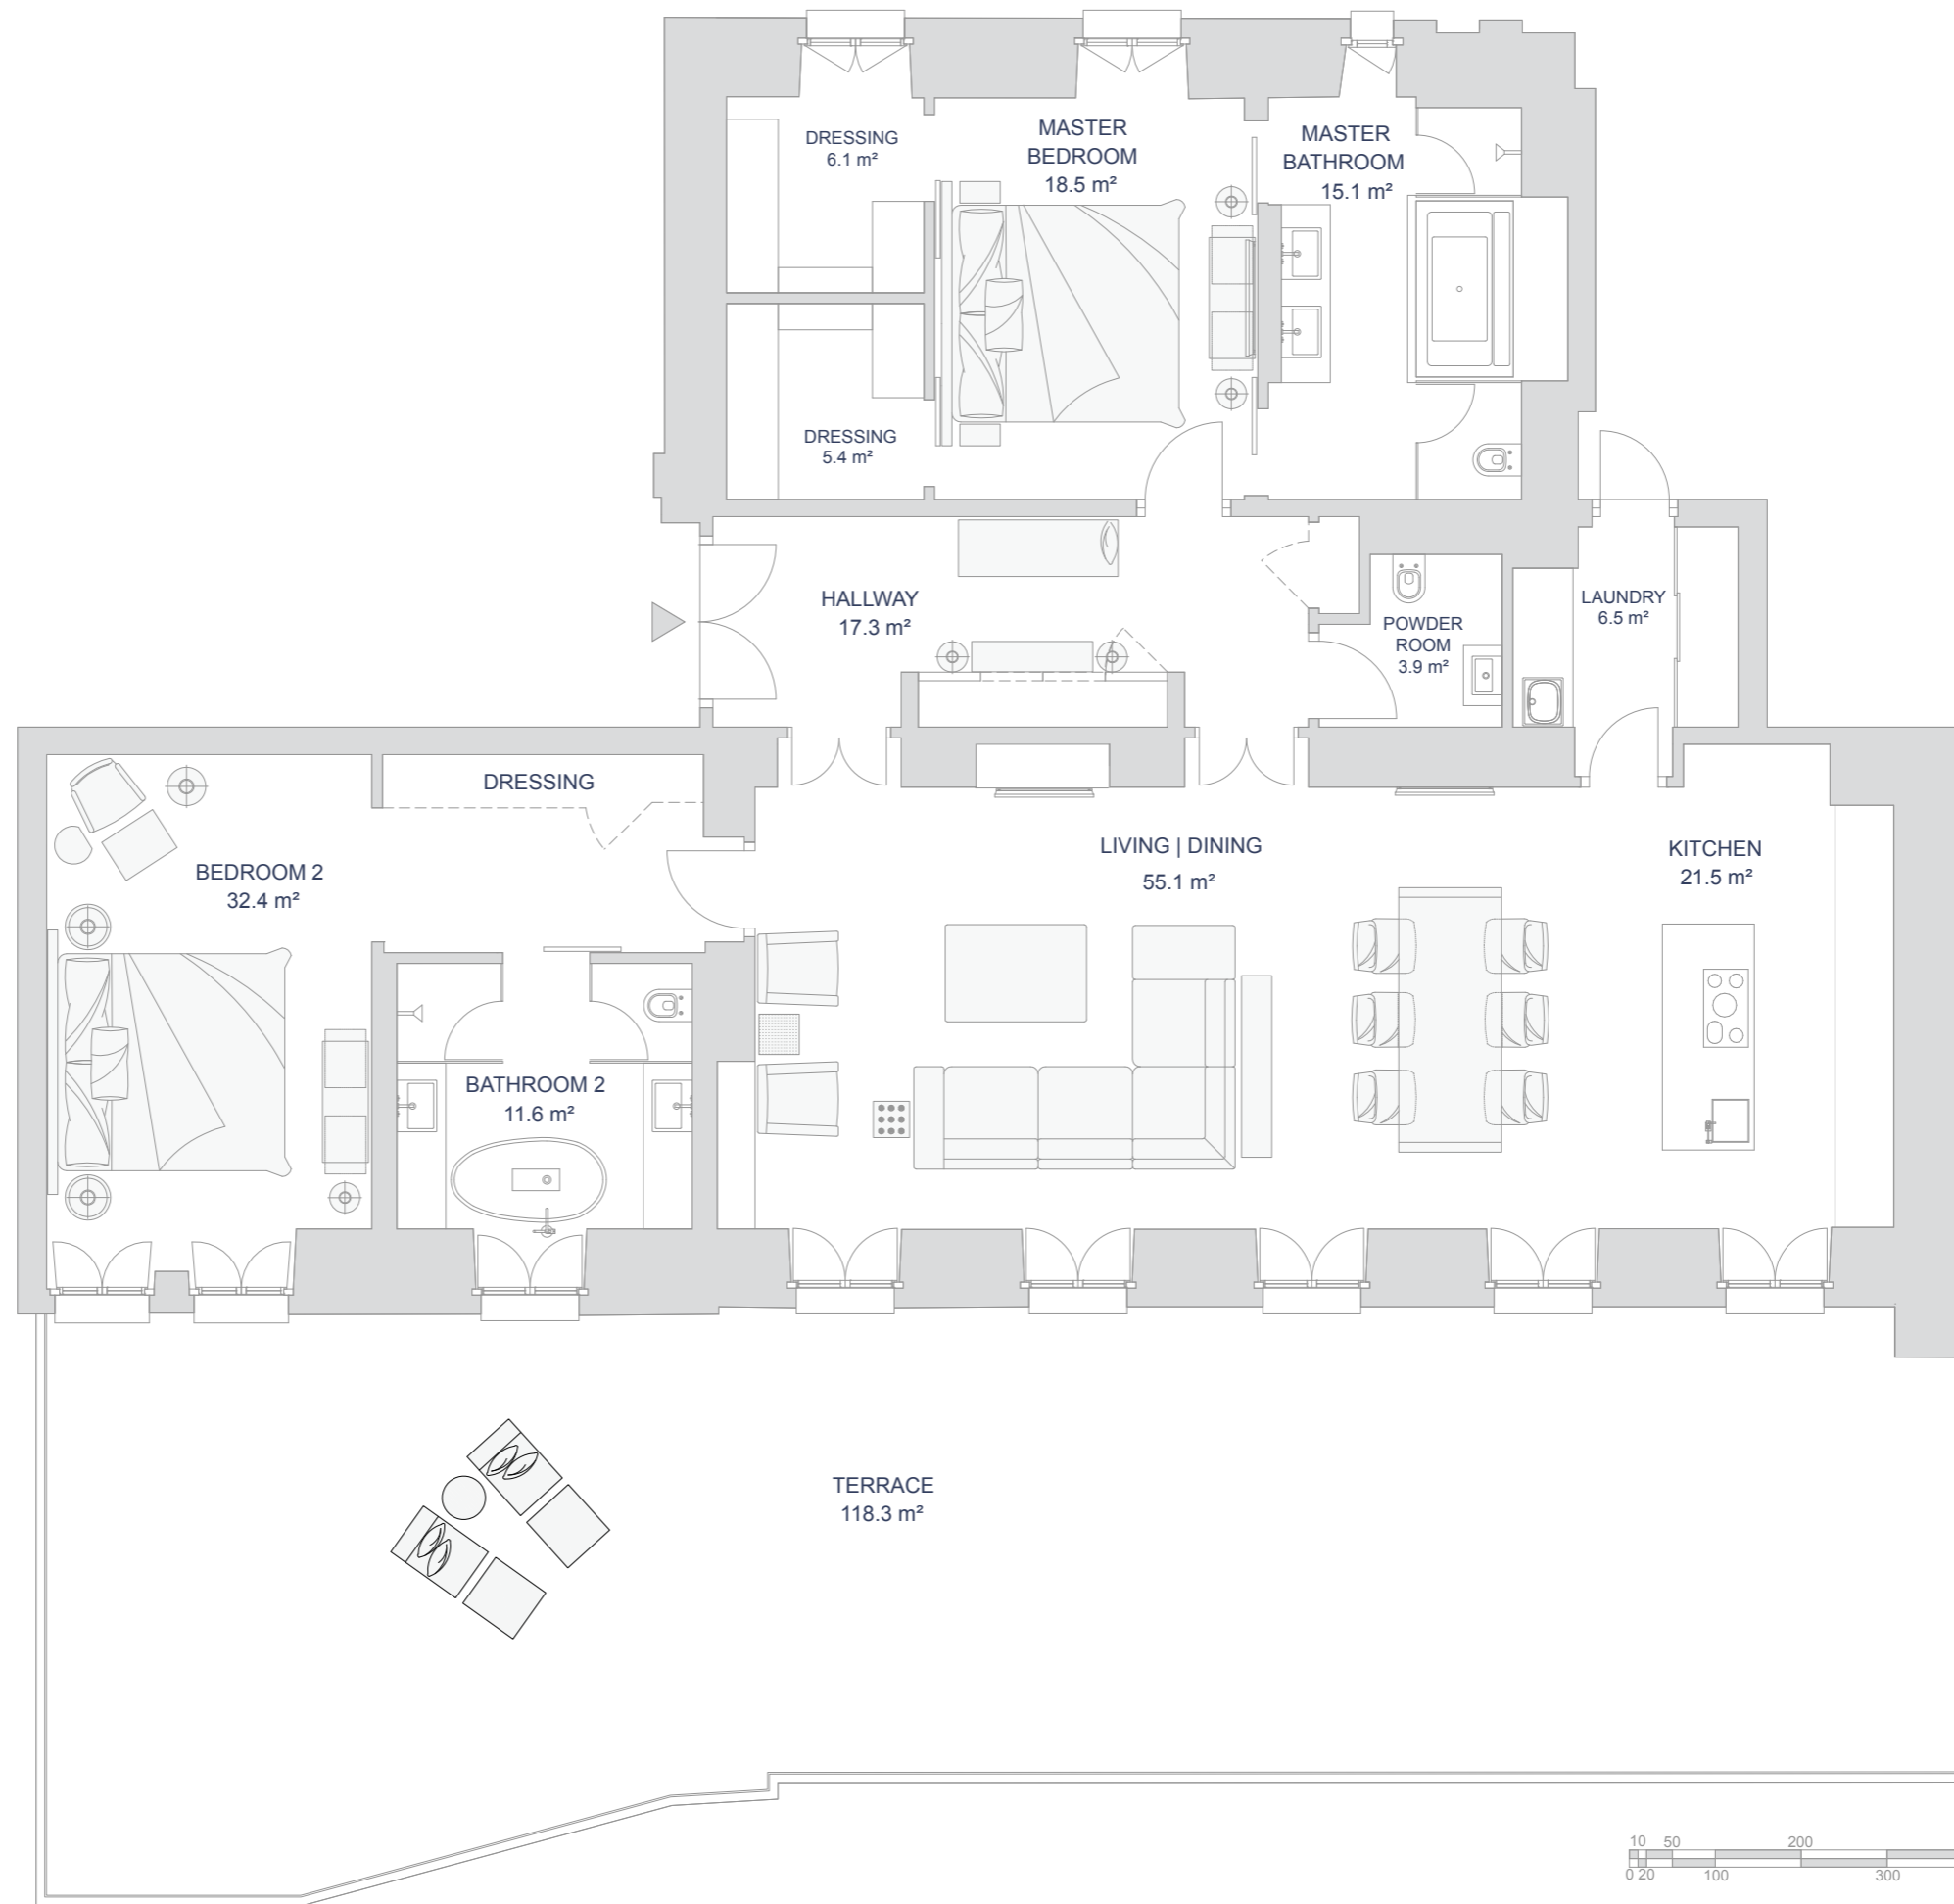 DRESSING
6.1 m²
MASTER
BEDROOM
18.5 m²
MASTER
BATHROOM
15.1 m²
DRESSING
5.4 m²
HALLWAY
17.3 m²
POWDER
ROOM
3.9 m²
LAUNDRY
6.5 m²
DRESSING
BEDROOM 2
32.4 m²
LIVING | DINING
55.1 m²
KITCHEN
21.5 m²
BATHROOM 2
11.6 m²
TERRACE
118.3 m²
10 50 200
0 20 100 300